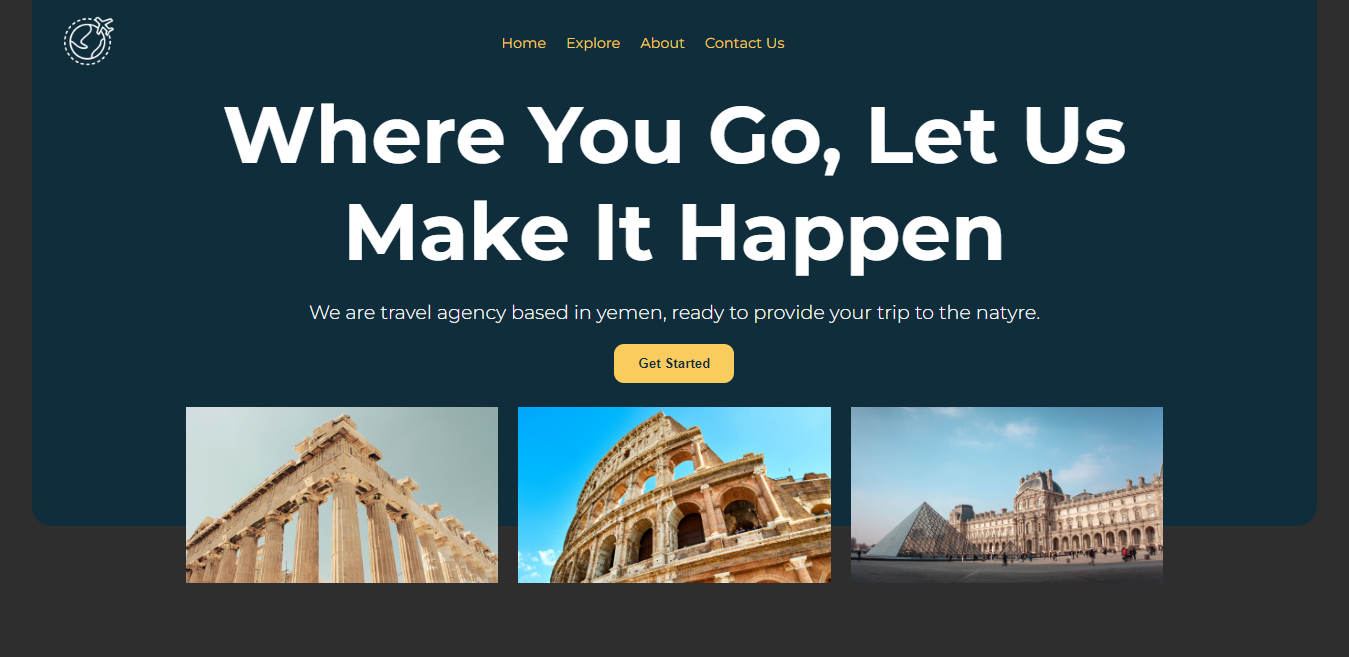 Home Explore About Contact Us
Where You Go, Let Us
Make It Happen
We are travel agency based in yemen, ready to provide your trip to the natyre.
Get Started